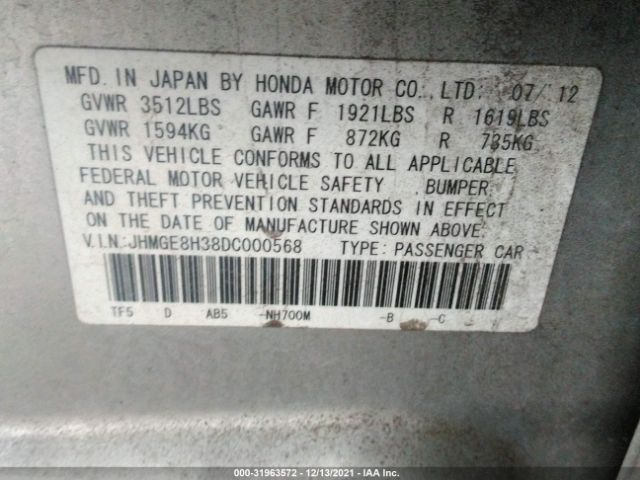 MFD. IN JAPAN BY HONDA MOTOR CO., LTD: 07/12
GVWR 3512LBS GAWR F 1921LBS R 1619LBS
GVWR 1594KG GAWR F 872KG R 735KG
THIS VEHICLE CONFORMS TO ALL APPLICABLE
FEDERAL MOTOR VEHICLE SAFETY , BUMPER,
AND THEFT PREVENTION STANDARDS IN EFFECT
ON THE DATE OF MANUFACTURE SHOWN ABOVE.
V.I.N:JHMGE8H38DC000568 TYPE: PASSENGER CAR
TF5 D AB5 -NH700M -B -C
000-31963572 - 12/13/2021 - IAA Inc.